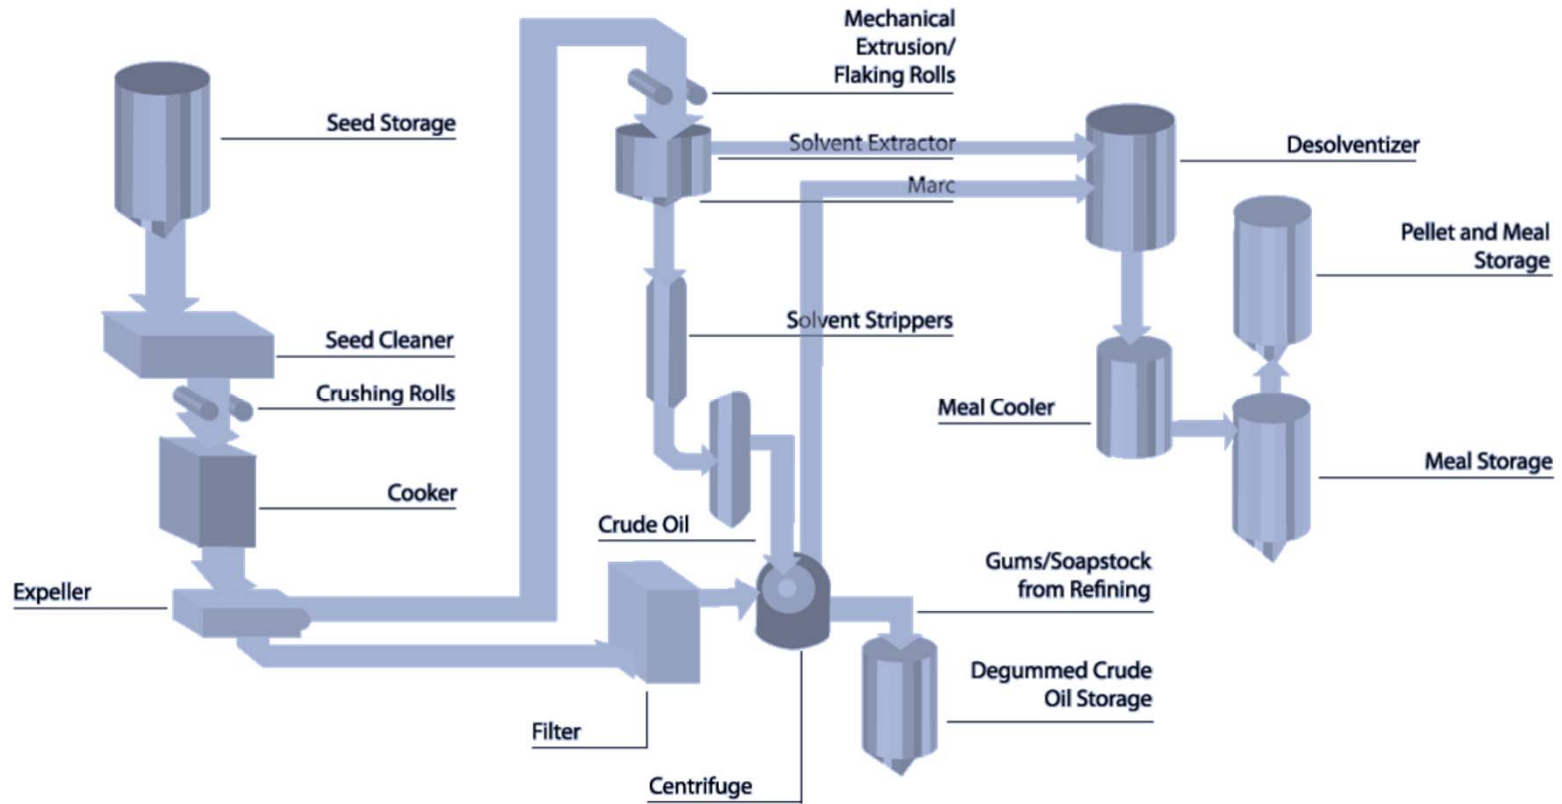 Mechanical
Extrusion/
Flaking Rolls
Seed Storage
Solvent Extractor
Desolventizer
Marc
Pellet and Meal
Storage
Solvent Strippers
Seed Cleaner
Crushing Rolls
Meal Cooler
Meal Storage
Cooker
Crude Oil
Gums/Soapstock
from Refining
Expeller
Degummed Crude
Oil Storage
Filter
Centrifuge